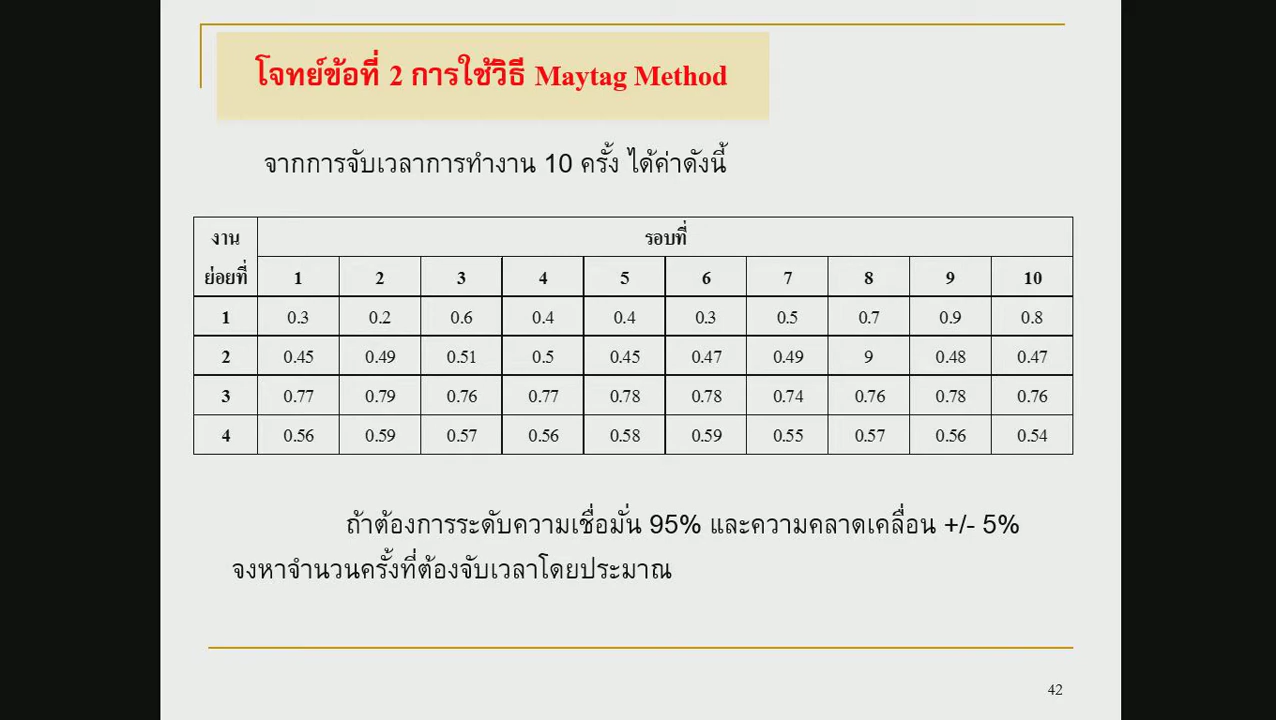 โจทย์ข้อที่ 2 การใช้วิธี Maytag Method
จากการจับเวลาการทำงาน 10 ครั้ง ได้ค่าดังนี้
งานย่อยที่ รอบที่
1 2 3 4 5 6 7 8 9 10
1 0.3 0.2 0.6 0.4 0.4 0.3 0.5 0.7 0.9 0.8
2 0.45 0.49 0.51 0.5 0.45 0.47 0.49 9 0.48 0.47
3 0.77 0.79 0.76 0.77 0.78 0.78 0.74 0.76 0.78 0.76
4 0.56 0.59 0.57 0.56 0.58 0.59 0.55 0.57 0.56 0.54
ถ้าต้องการระดับความเชื่อมั่น 95% และความคลาดเคลื่อน +/- 5%
จงหาจำนวนครั้งที่ต้องจับเวลาโดยประมาณ
42